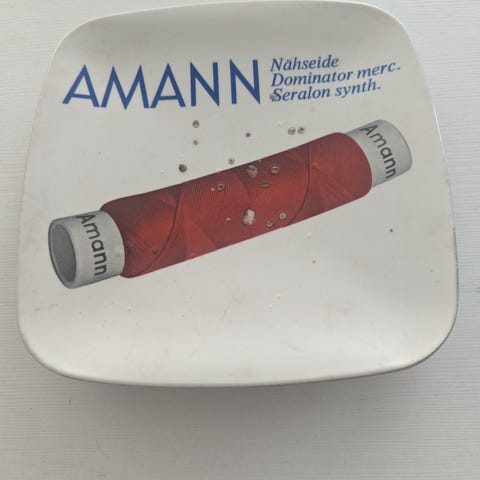 AMANN
Nähseide
Dominator merc.
Seralon synth.
Amann
Amann